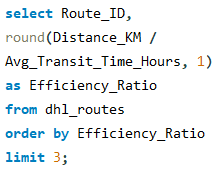 select Route_ID,
round(Distance_KM /
Avg_Transit_Time_Hours, 1)
as Efficiency_Ratio
from dhl_routes
order by Efficiency_Ratio
limit 3;